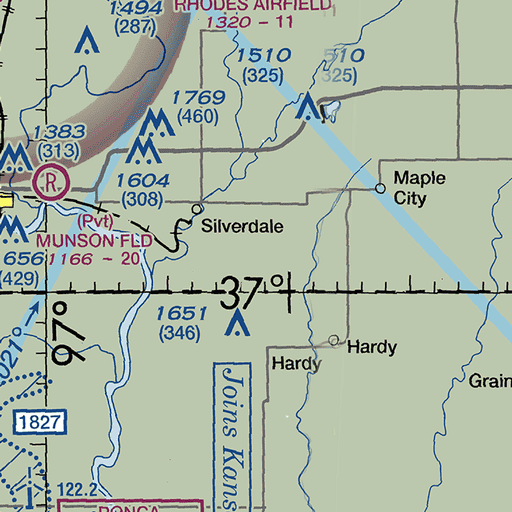 RHODES AIRFIELD
1320 - 11
1494
(287)
1510
(325)
510
325)
1769
(460)
1383
(313)
R
1604
(308)
Maple
City
(Pvt)
MUNSON FLD
1166 - 20
Silverdale
656
(429)
37°
97°
1651
(346)
021°
Hardy
Hardy
Grain
Joins Kans
1827
122.2
PONCA